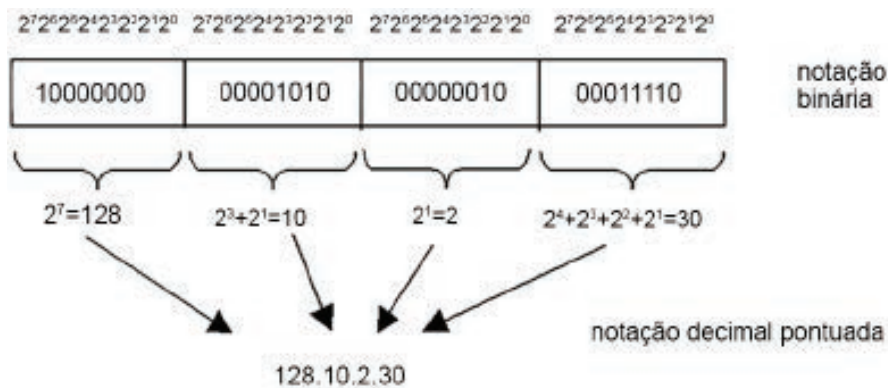 2⁷2⁶2⁵2⁴2³2²2¹2⁰ 2⁷2⁶2⁵2⁴2³2²2¹2⁰ 2⁷2⁶2⁵2⁴2³2²2¹2⁰ 2⁷2⁶2⁵2⁴2³2²2¹2⁰
10000000 00001010 00000010 00011110
notação
binária
2⁷=128 2³+2¹=10 2¹=2 2⁴+2³+2²+2¹=30
notação decimal pontuada
128.10.2.30